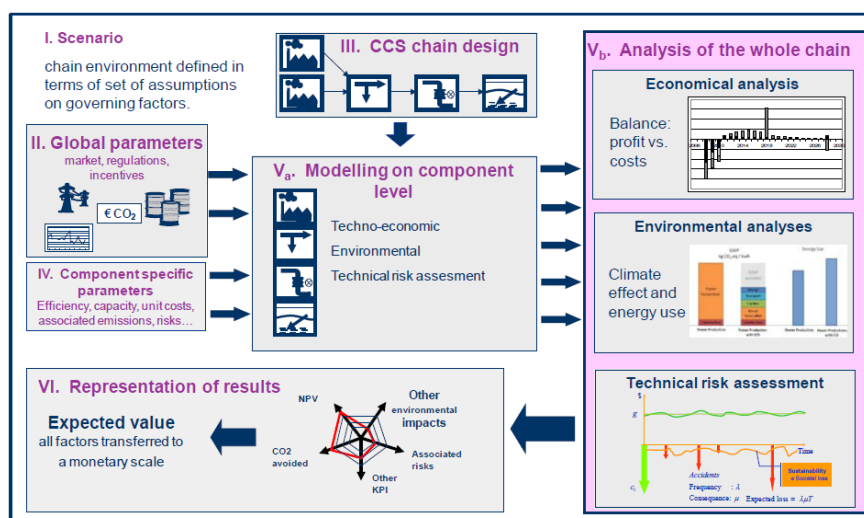 I. Scenario
chain environment defined in
terms of set of assumptions
on governing factors.
III. CCS chain design
II. Global parameters
market, regulations,
incentives
€ CO₂
IV. Component specific
parameters
Efficiency, capacity, unit costs,
associated emissions, risks…
Va. Modelling on component
level
Techno-economic
Environmental
Technical risk assesment
Vb. Analysis of the whole chain
Economical analysis
Balance:
profit vs.
costs
Environmental analyses
Climate
effect and
energy use
Energy Use
Technical risk assessment
$
g
Time
Sustainability
Accidents
Frequency : λ
Consequence: μ Expected loss = λμT
VI. Representation of results
Expected value
all factors transferred to
a monetary scale
NPV
Other
environmental
impacts
Associated
risks
Other
KPI
CO2
avoided